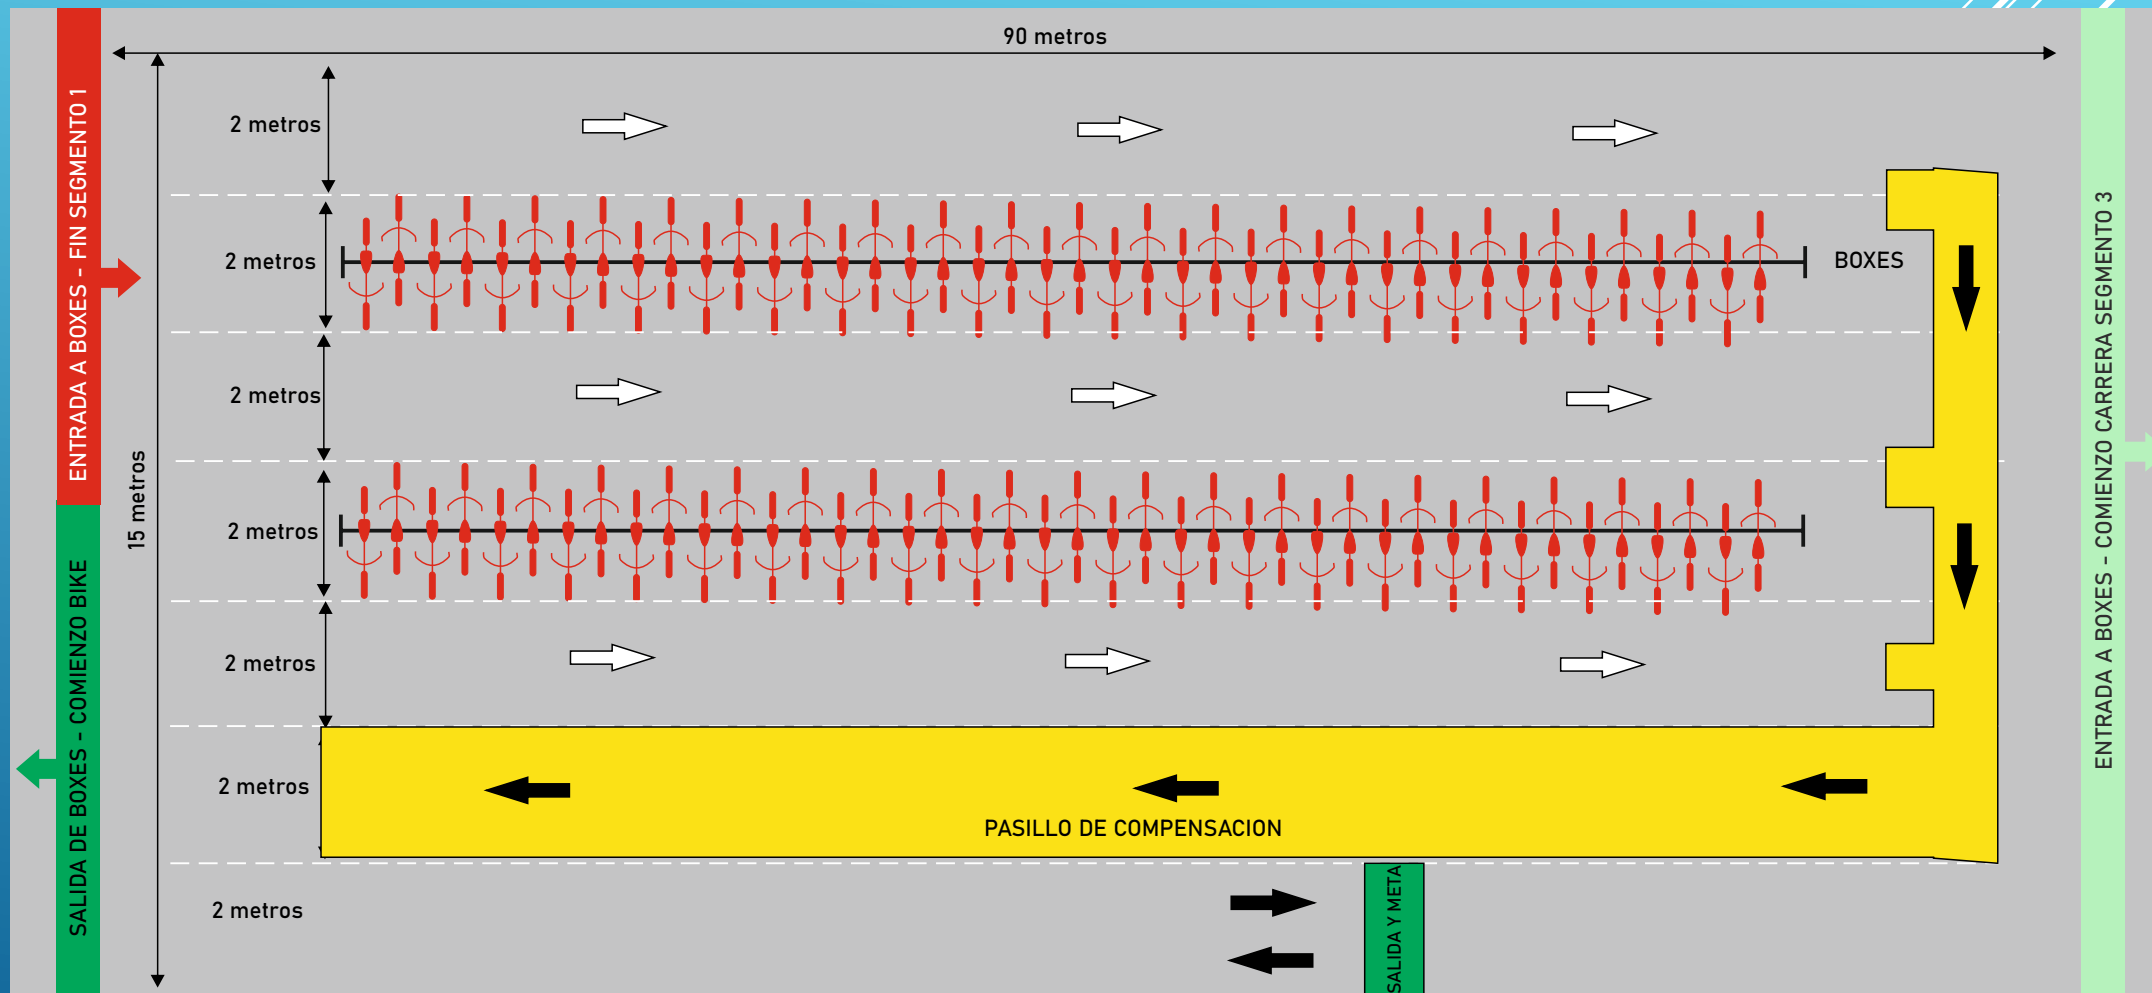 90 metros
15 metros
ENTRADA A BOXES - FIN SEGMENTO 1
SALIDA DE BOXES - COMIENZO BIKE
2 metros
2 metros
BOXES
2 metros
2 metros
2 metros
2 metros
PASILLO DE COMPENSACION
2 metros
SALIDA Y META
ENTRADA A BOXES - COMIENZO CARRERA SEGMENTO 3